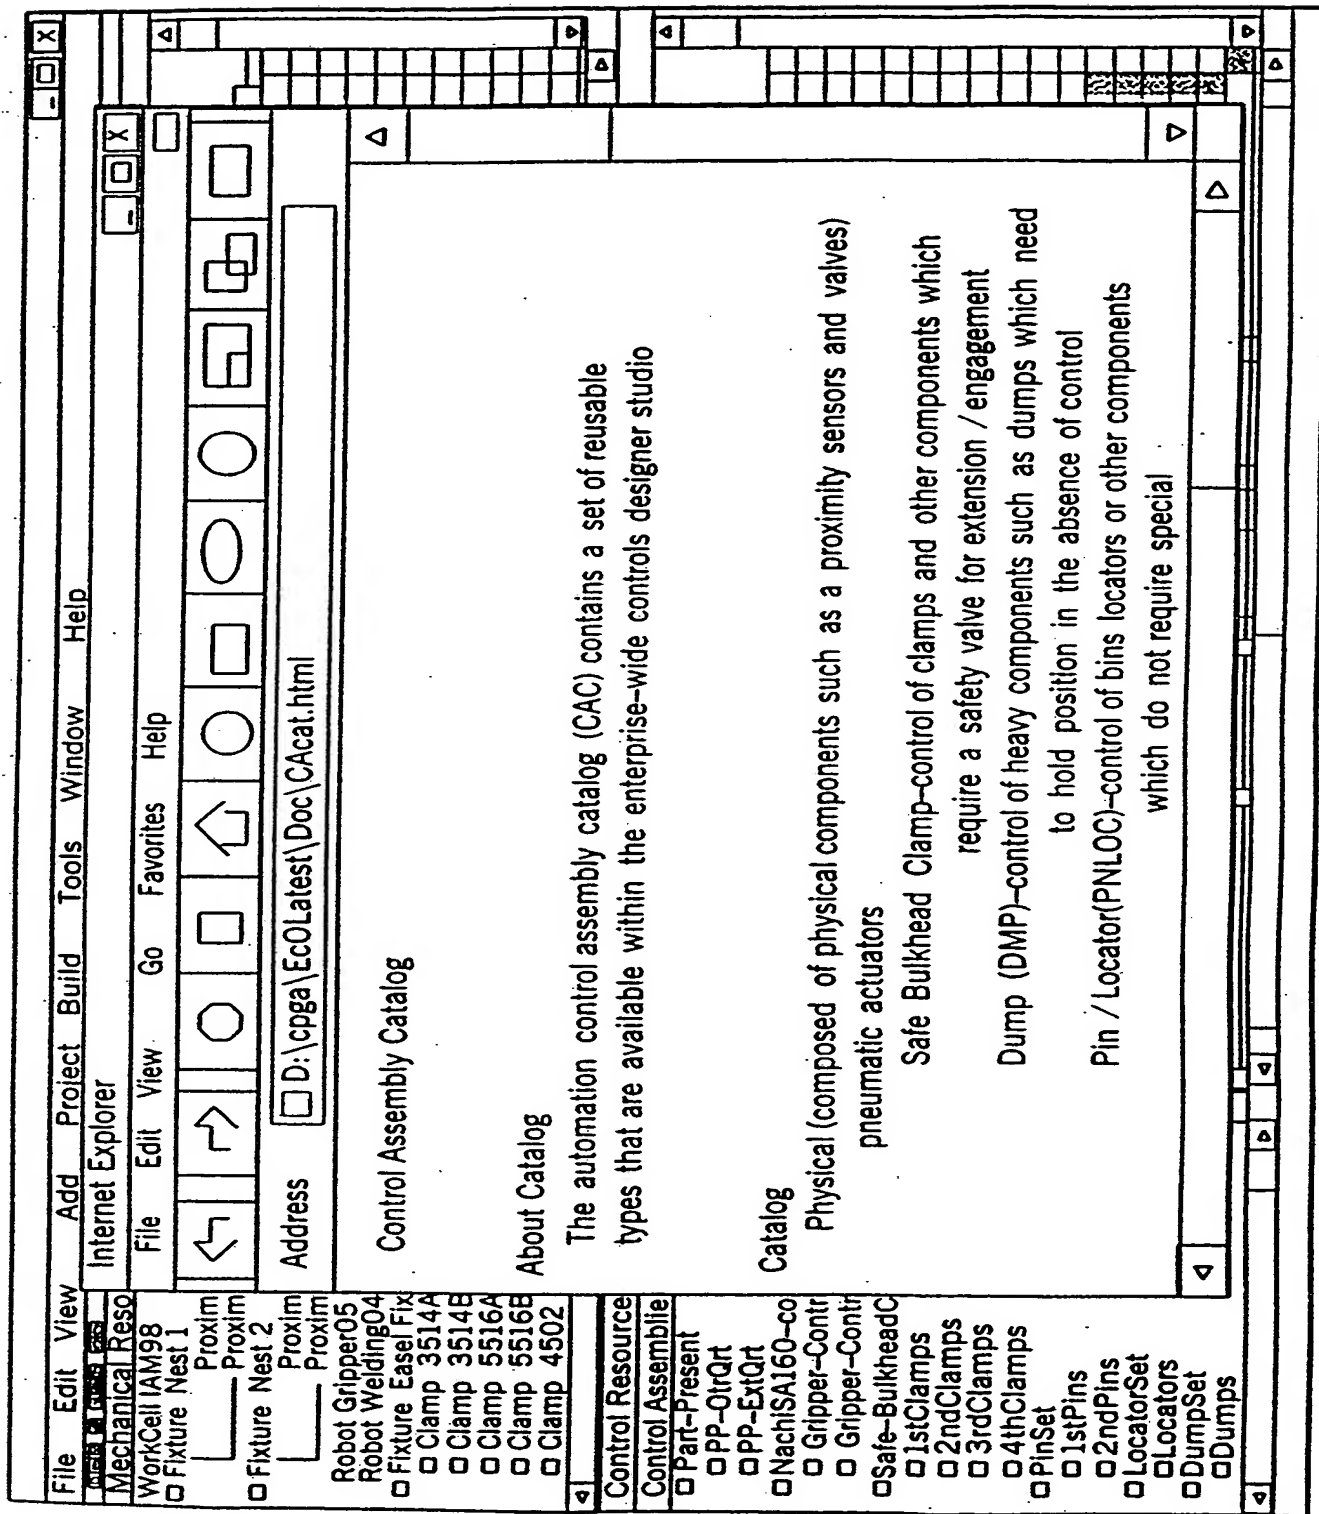 File Edit View Add Project Build Tools Window Help
Mechanical Reso
WorkCell IAM98
Fixture Nest 1
Proxim
Proxim
Fixture Nest 2
Proxim
Proxim
Robot Gripper05
Robot Welding04
Fixture Easel Fix
Clamp 3514A
Clamp 3514B
Clamp 5516A
Clamp 5516B
Clamp 4502
Control Resource
Control Assemblie
Part-Present
PP-OtrQrt
PP-ExtQrt
NachiSA160-co
Gripper-Contr
Gripper-Contr
Safe-BulkheadC
1stClamps
2ndClamps
3rdClamps
4thClamps
PinSet
1stPins
2ndPins
LocatorSet
Locators
DumpSet
Dumps
Internet Explorer
File Edit View Go Favorites Help
Address D:\cpga\EcOLatest\Doc\CAcat.html
Control Assembly Catalog
About Catalog
The automation control assembly catalog (CAC) contains a set of reusable
types that are available within the enterprise-wide controls designer studio
Catalog
Physical (composed of physical components such as a proximity sensors and valves)
pneumatic actuators
Safe Bulkhead Clamp-control of clamps and other components which
require a safety valve for extension / engagement
Dump (DMP)-control of heavy components such as dumps which need
to hold position in the absence of control
Pin / Locator(PNLOC)-control of bins locators or other components
which do not require special